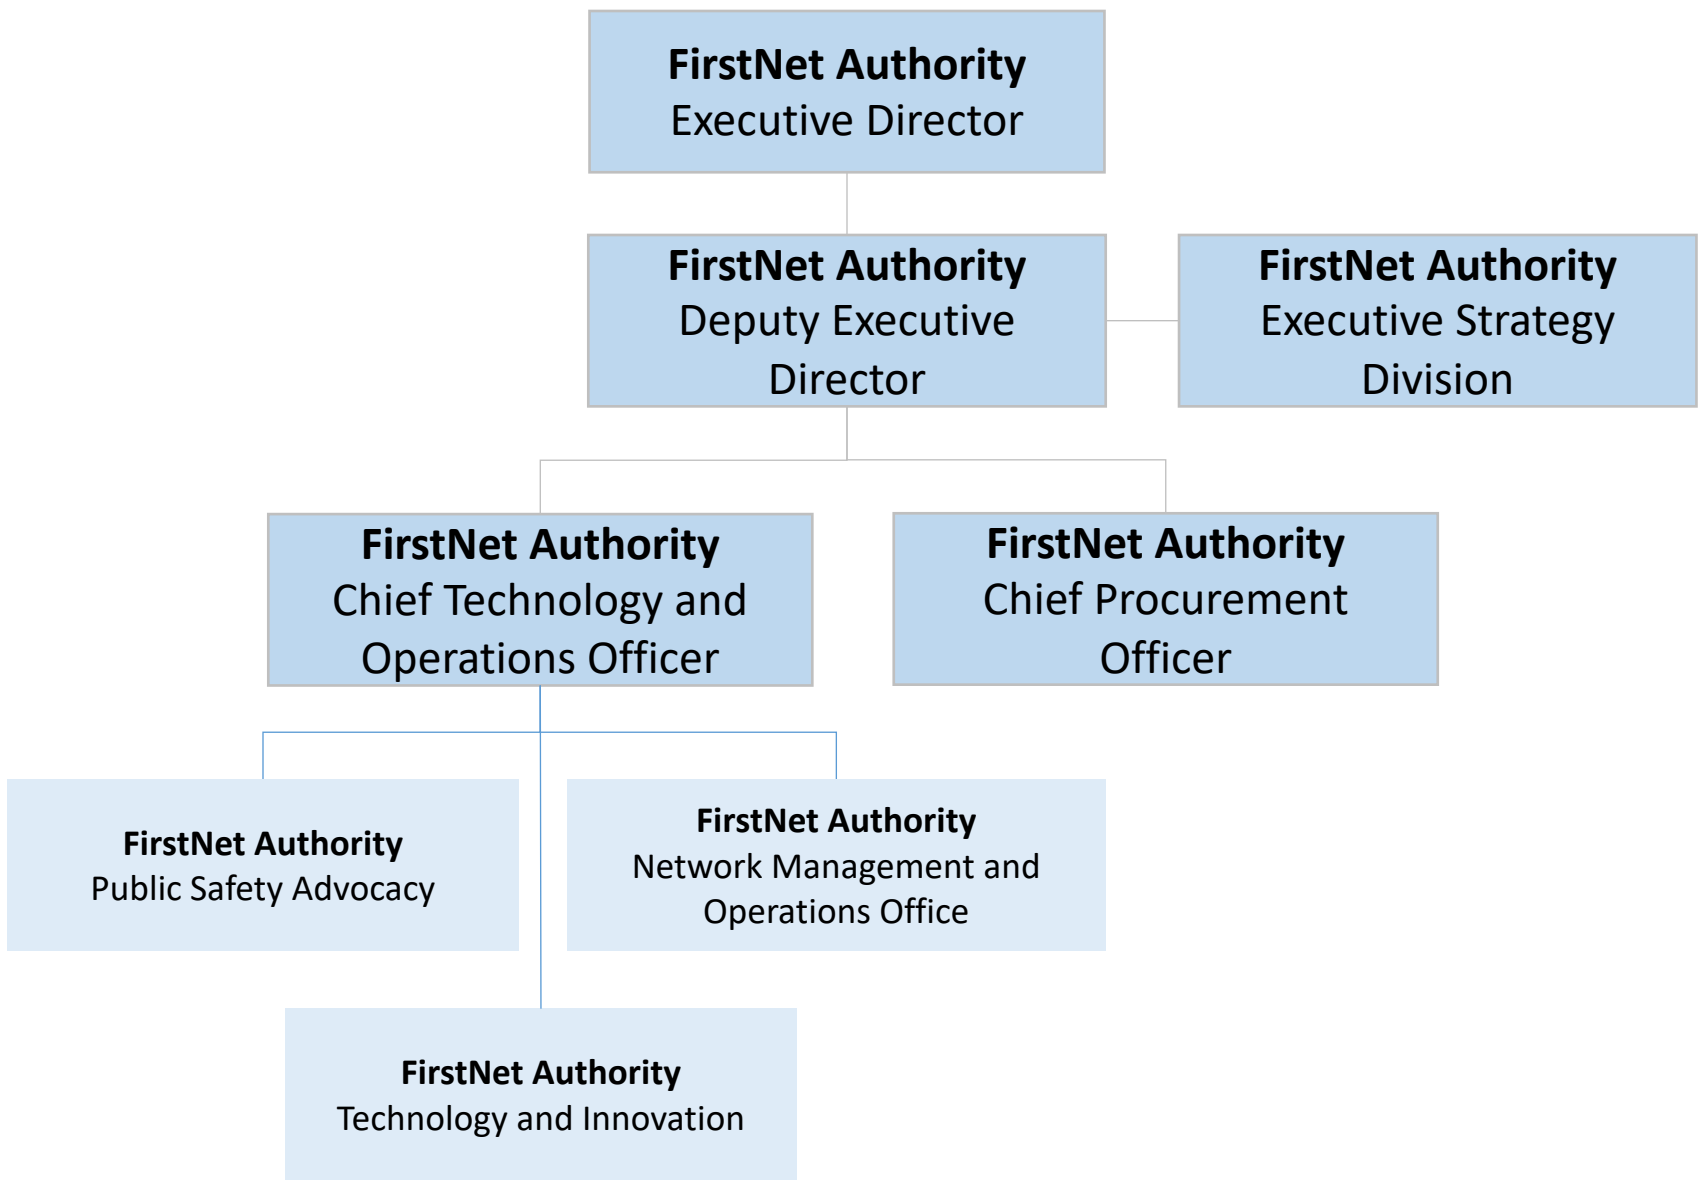 FirstNet Authority
Executive Director
FirstNet Authority
Deputy Executive
Director
FirstNet Authority
Executive Strategy
Division
FirstNet Authority
Chief Technology and
Operations Officer
FirstNet Authority
Chief Procurement
Officer
FirstNet Authority
Public Safety Advocacy
FirstNet Authority
Network Management and
Operations Office
FirstNet Authority
Technology and Innovation